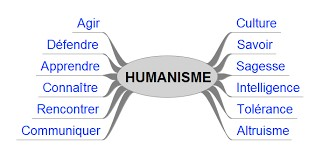 Agir
Défendre
Apprendre
Connaître
Rencontrer
Communiquer
HUMANISME
Culture
Savoir
Sagesse
Intelligence
Tolérance
Altruisme